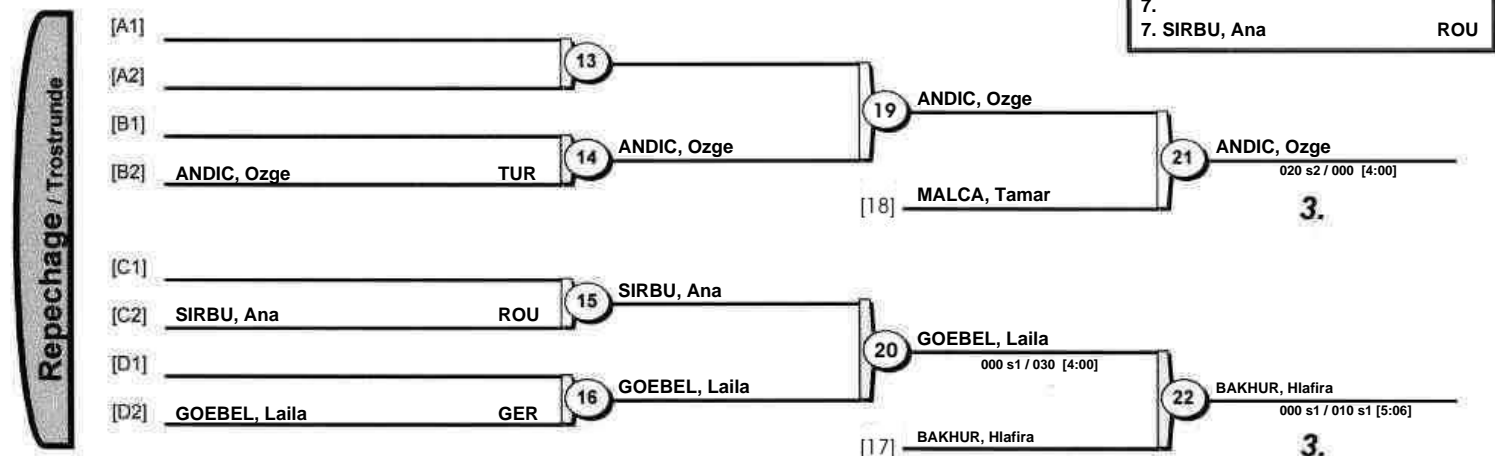 7.
7. SIRBU, Ana ROU
Repechage / Trostrunde
[A1]
13
[A2]
19 ANDIC, Ozge
[B1]
14 ANDIC, Ozge
21 ANDIC, Ozge
020 s2 / 000 [4:00]
[B2] ANDIC, Ozge TUR
[18] MALCA, Tamar
3.
[C1]
15 SIRBU, Ana
[C2] SIRBU, Ana ROU
20 GOEBEL, Laila
000 s1 / 030 [4:00]
[D1]
16 GOEBEL, Laila
22 BAKHUR, Hlafira
000 s1 / 010 s1 [5:06]
[D2] GOEBEL, Laila GER
[17] BAKHUR, Hlafira
3.